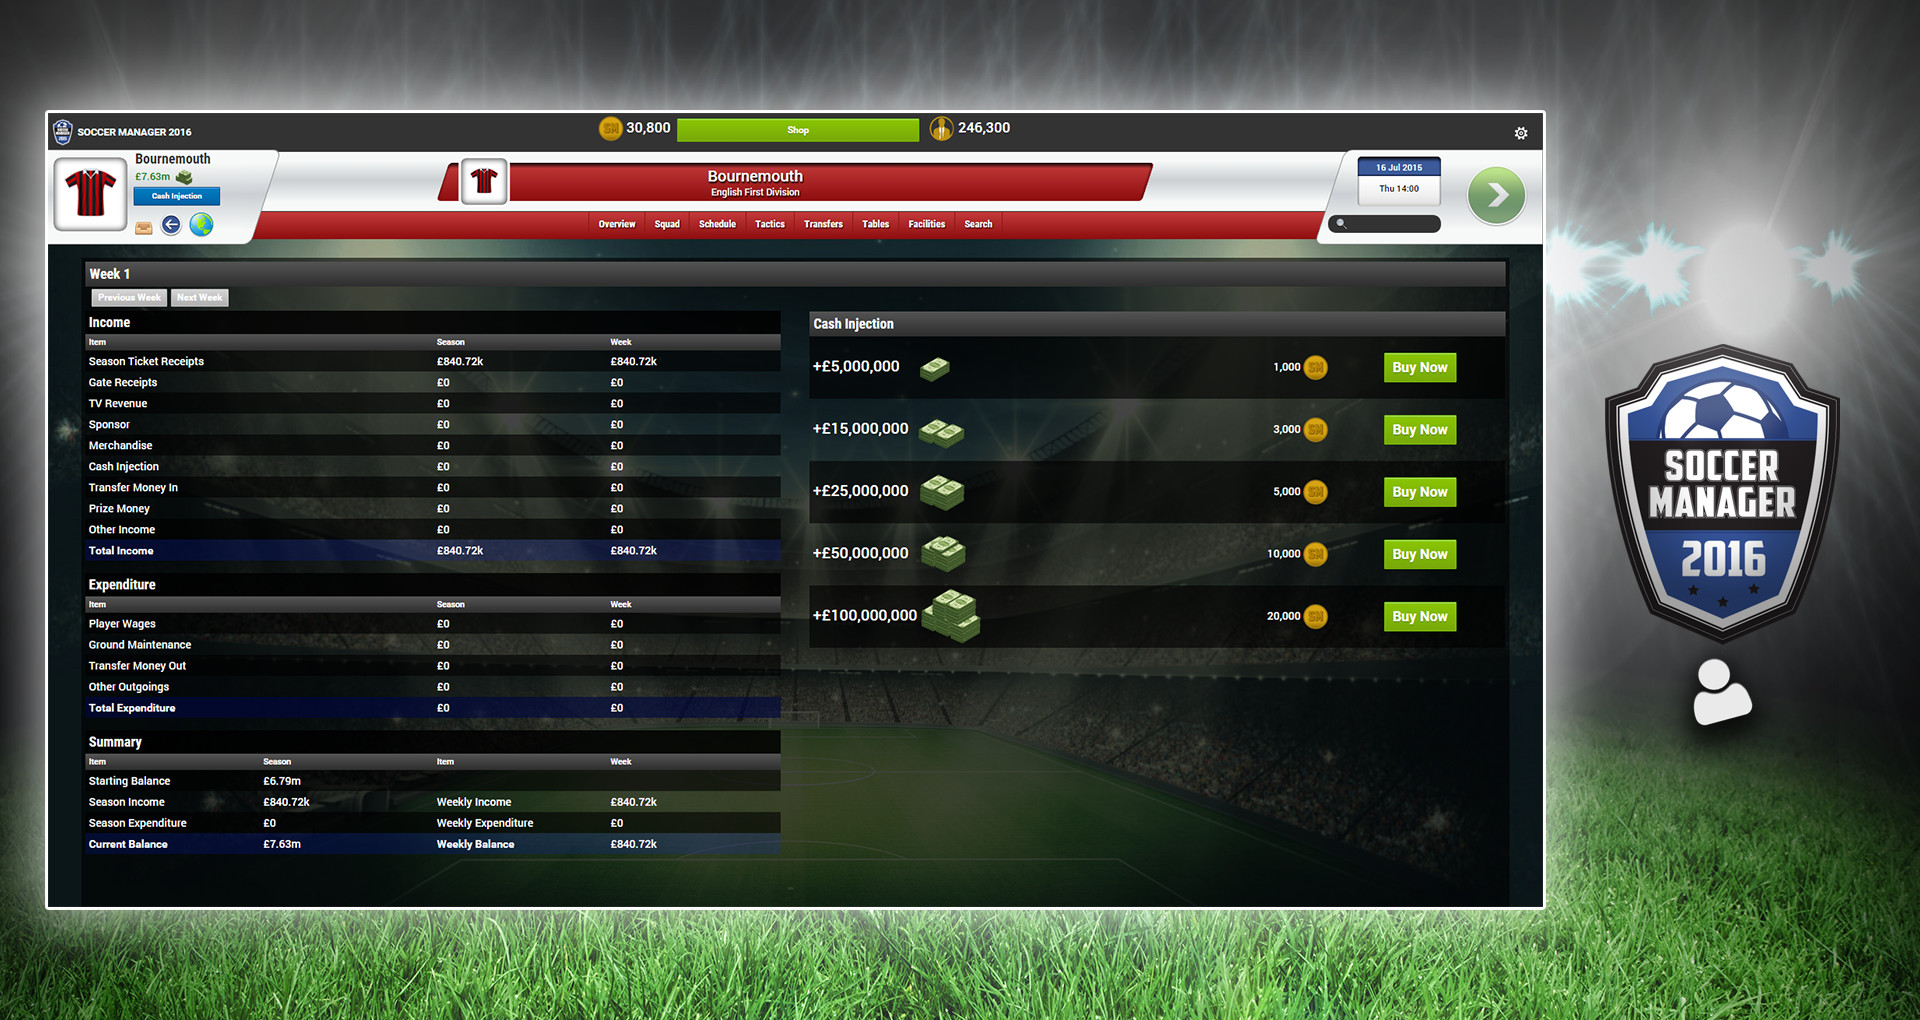 SOCCER MANAGER 2016
30,800
Shop
246,300
Bournemouth
£7.63m
Cash Injection
Bournemouth
English First Division
16 Jul 2015
Thu 14:00
Overview Squad Schedule Tactics Transfers Tables Facilities Search
Week 1
Previous Week Next Week
Income
Item Season Week
Season Ticket Receipts £840.72k £840.72k
Gate Receipts £0 £0
TV Revenue £0 £0
Sponsor £0 £0
Merchandise £0 £0
Cash Injection £0 £0
Transfer Money In £0 £0
Prize Money £0 £0
Other Income £0 £0
Total Income £840.72k £840.72k
Expenditure
Item Season Week
Player Wages £0 £0
Ground Maintenance £0 £0
Transfer Money Out £0 £0
Other Outgoings £0 £0
Total Expenditure £0 £0
Summary
Item Season Item Week
Starting Balance £6.79m
Season Income £840.72k Weekly Income £840.72k
Season Expenditure £0 Weekly Expenditure £0
Current Balance £7.63m Weekly Balance £840.72k
Cash Injection
+£5,000,000 1,000 SM Buy Now
+£15,000,000 3,000 SM Buy Now
+£25,000,000 5,000 SM Buy Now
+£50,000,000 10,000 SM Buy Now
+£100,000,000 20,000 SM Buy Now
SOCCER
MANAGER
2016